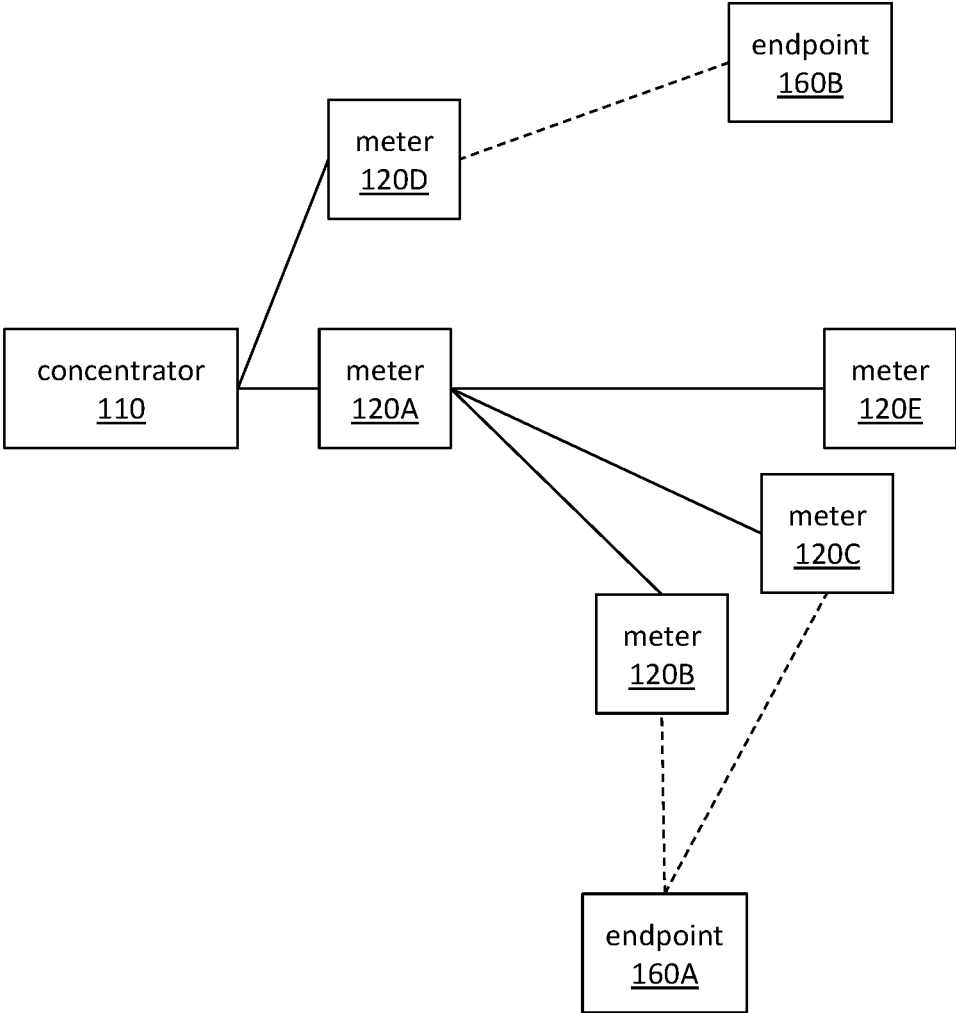 endpoint
160B
meter
120D
concentrator
110
meter
120A
meter
120E
meter
120C
meter
120B
endpoint
160A